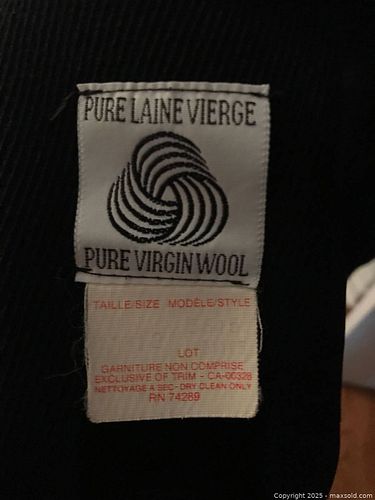 PURE LAINE VIERGE
PURE VIRGIN WOOL
TAILLE/SIZE MODÈLE/STYLE
LOT
GARNITURE NON COMPRISE
EXCLUSIVE OF TRIM - CA-00328
NETTOYAGE A SEC - DRY CLEAN ONLY
RN 74289
Copyright 2025 - maxsold.com